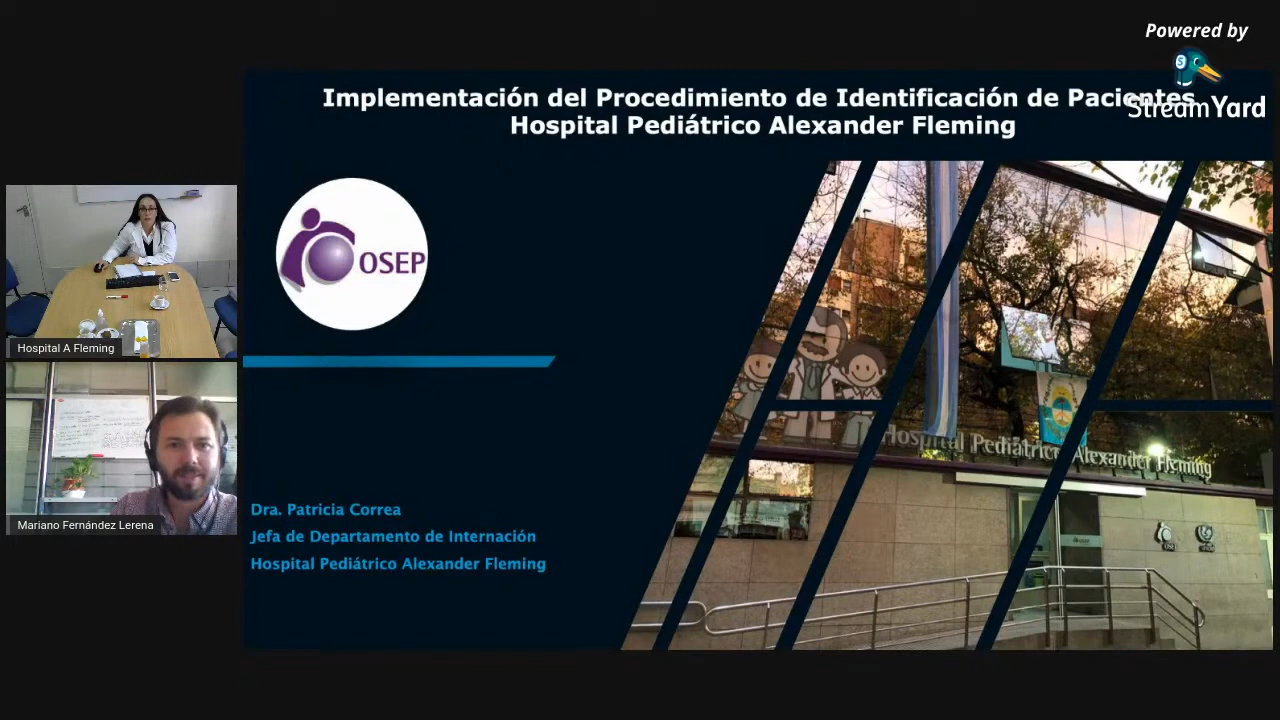 Powered by
StreamYard
Implementación del Procedimiento de Identificación de Pacientes
Hospital Pediátrico Alexander Fleming
OSEP
Hospital A Fleming
Mariano Fernández Lerena
Dra. Patricia Correa
Jefa de Departamento de Internación
Hospital Pediátrico Alexander Fleming
Hospital Pediátrico Alexander Fleming